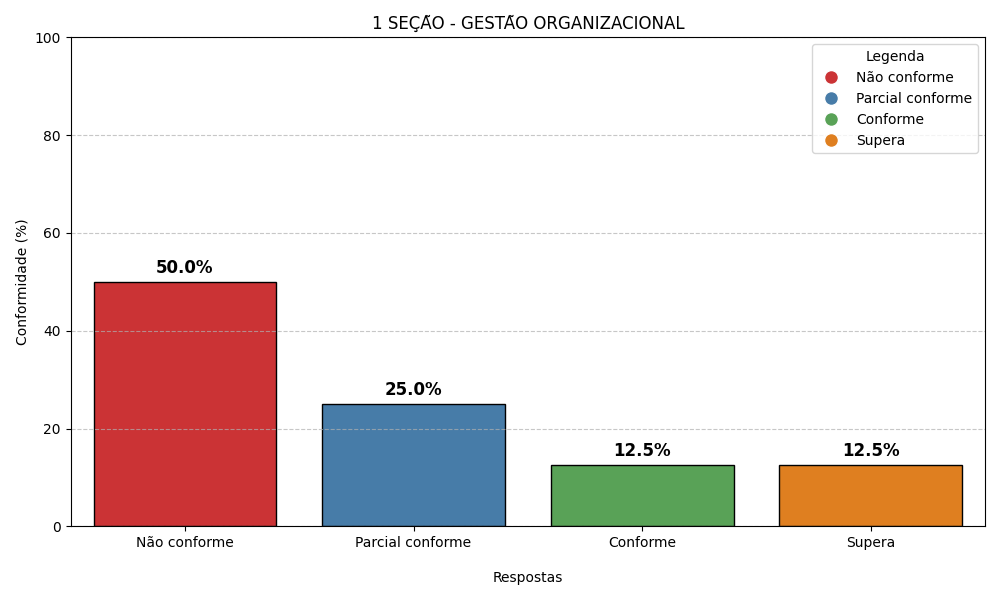 1 SEÇÃO - GESTÃO ORGANIZACIONAL
100
80
60
40
20
0
Conformidade (%)
Legenda
Não conforme
Parcial conforme
Conforme
Supera
50.0%
25.0%
12.5%
12.5%
Não conforme
Parcial conforme
Conforme
Supera
Respostas